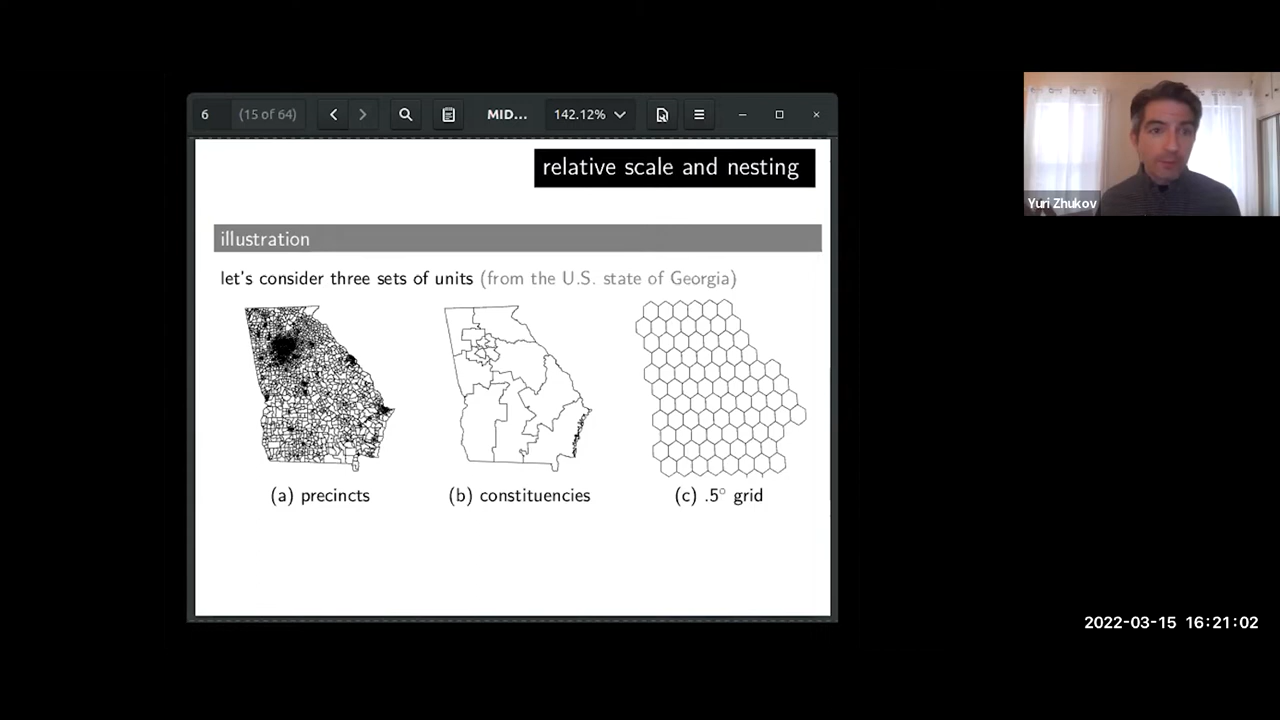 6 (15 of 64) MID... 142.12%
relative scale and nesting
illustration
let's consider three sets of units (from the U.S. state of Georgia)
(a) precincts (b) constituencies (c) .5° grid
Yuri Zhukov
2022-03-15 16:21:02